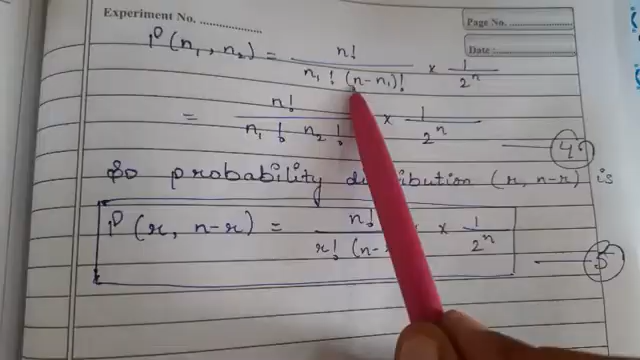 Experiment No. ..................
Page No.
Date :
P(n₁, n₂) = n! / n₁! (n-n₁)! × 1 / 2ⁿ
= n! / n₁! n₂! × 1 / 2ⁿ
So probability distribution (r, n-r) is
P(r, n-r) = n! / r! (n- × 1 / 2ⁿ
5